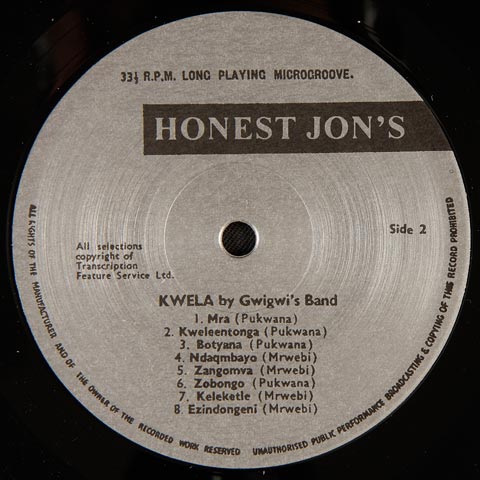 33⅓ R.P.M. LONG PLAYING MICROGROOVE.
HONEST JON'S
Side 2
All selections
copyright of
Transcription
Feature Service Ltd.
KWELA by Gwigwi's Band
1. Mra (Pukwana)
2. Kweleentonga (Pukwana)
3. Botyana (Pukwana)
4. Ndaqmbayo (Mrwebi)
5. Zangomva (Mrwebi)
6. Zobongo (Pukwana)
7. Keleketle (Mrwebi)
8 Ezindongeni (Mrwebi)
ALL RIGHTS OF THE MANUFACTURER AND OF THE OWNER OF THE RECORDED WORK RESERVED UNAUTHORISED PUBLIC PERFORMANCE BROADCASTING & COPYING OF THIS RECORD PROHIBITED